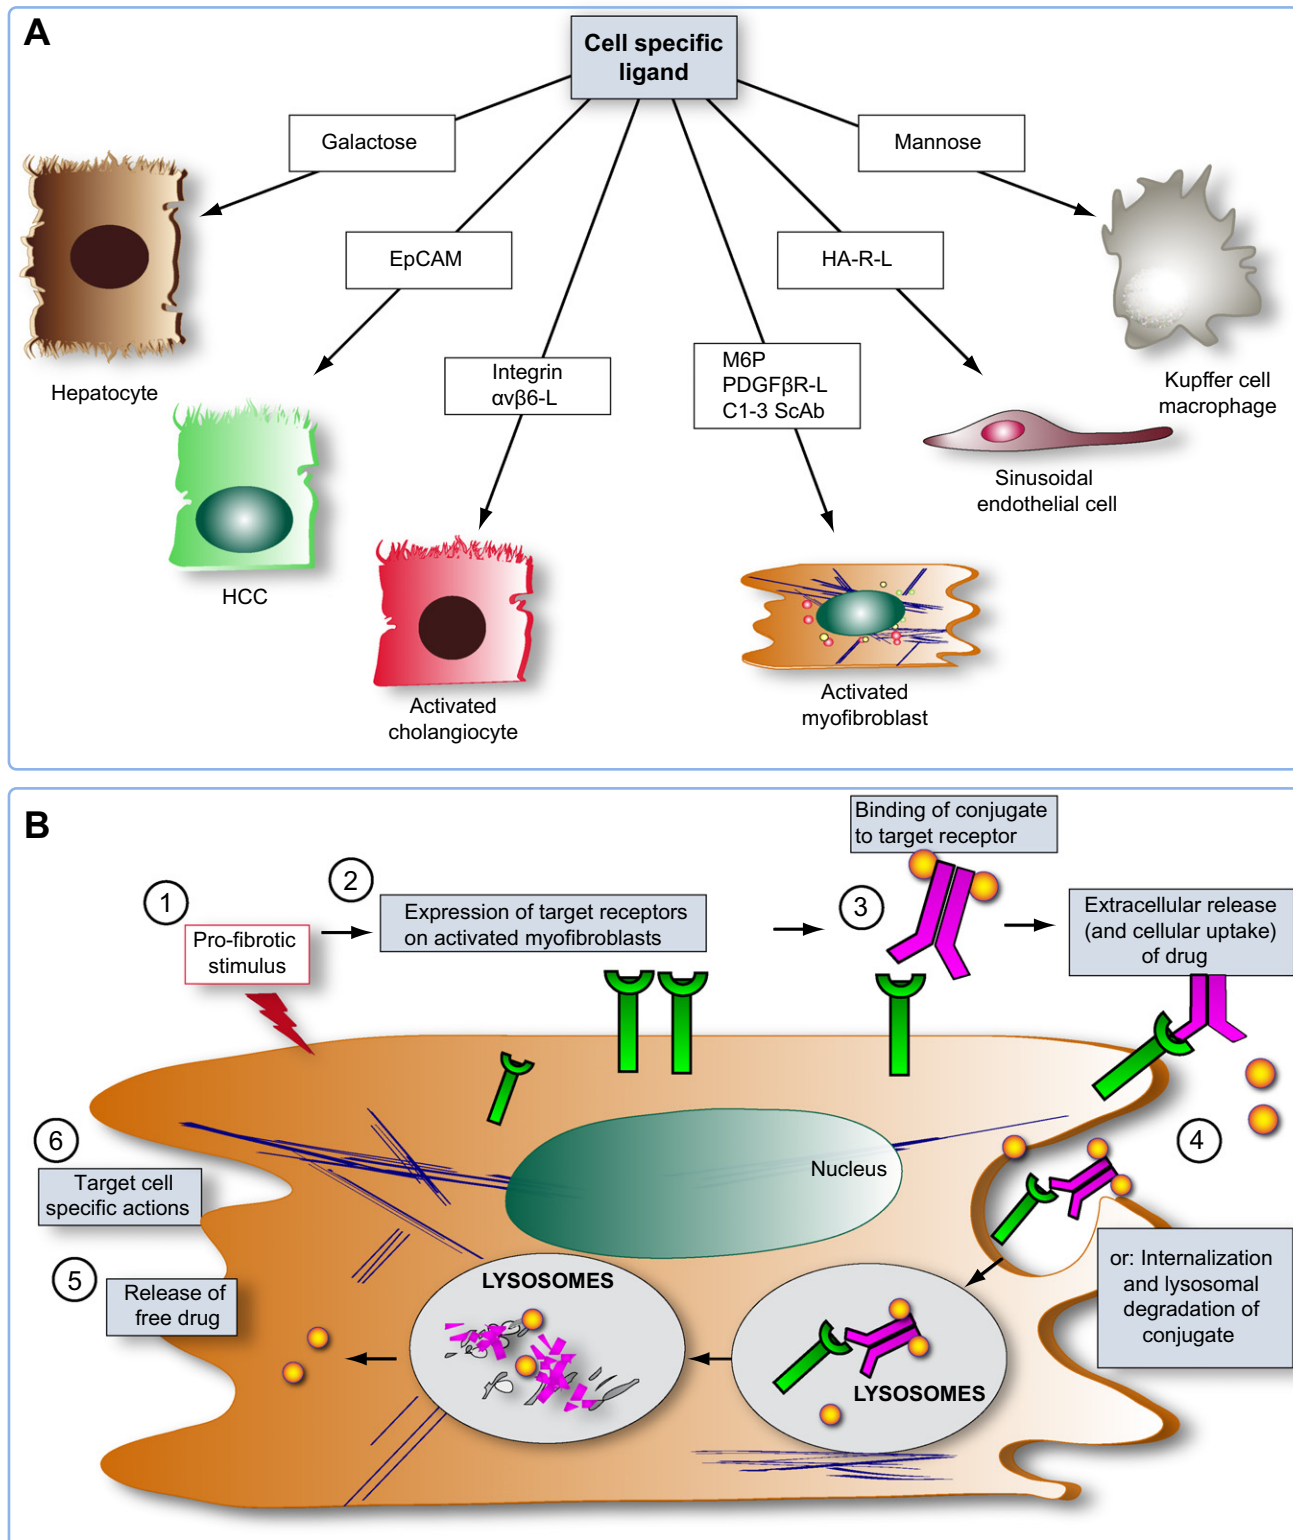 A
Cell specific
ligand
Galactose
Mannose
EpCAM
HA-R-L
Integrin
αvβ6-L
M6P
PDGFβR-L
C1-3 ScAb
Hepatocyte
Kupffer cell
macrophage
Sinusoidal
endothelial cell
HCC
Activated
cholangiocyte
Activated
myofibroblast
B
1
Pro-fibrotic
stimulus
2
Expression of target receptors
on activated myofibroblasts
3
Binding of conjugate
to target receptor
Extracellular release
(and cellular uptake)
of drug
4
or: Internalization
and lysosomal
degradation of
conjugate
Nucleus
6
Target cell
specific actions
5
Release of
free drug
LYSOSOMES
LYSOSOMES